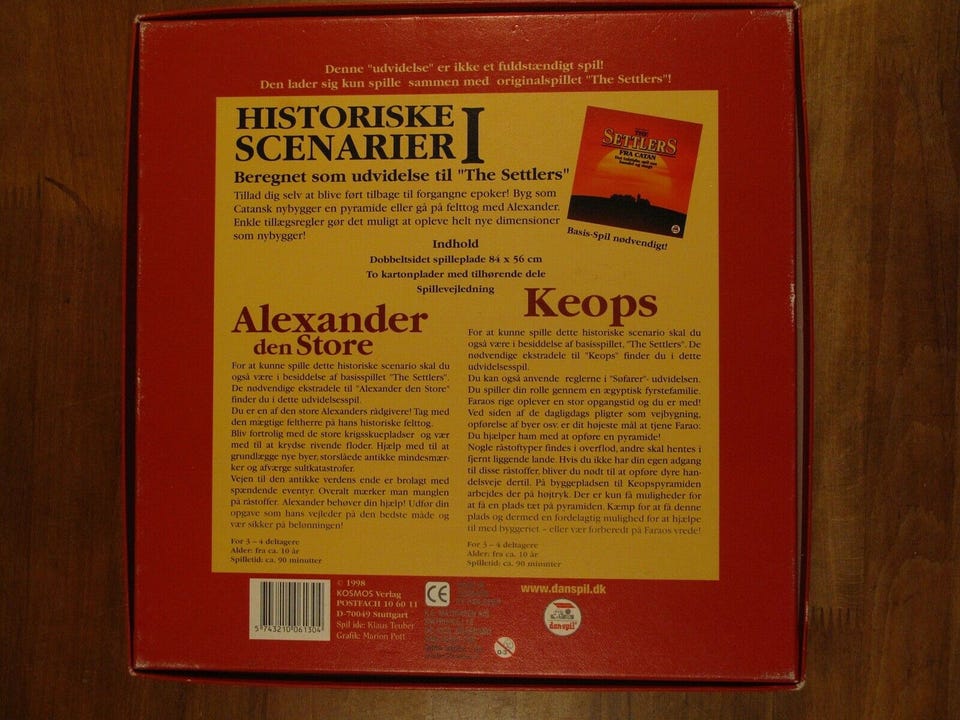 Denne "udvidelse" er ikke et fuldstændigt spil!
Den lader sig kun spille sammen med originalspillet "The Settlers"!
HISTORISKE
SCENARIER I
Beregnet som udvidelse til "The Settlers"
Tillad dig selv at blive ført tilbage til forgangne epoker! Byg som
Catansk nybygger en pyramide eller gå på felttog med Alexander.
Enkle tillægsregler gør det muligt at opleve helt nye dimensioner
som nybygger!
THE
SETTLERS
FRA CATAN
Basis-Spil nødvendigt!
Indhold
Dobbeltsidet spilleplade 84 x 56 cm
To kartonplader med tilhørende dele
Spillevejledning
Alexander
den Store
For at kunne spille dette historiske scenario skal du
også være i besiddelse af basisspillet "The Settlers".
De nødvendige ekstradele til "Alexander den Store"
finder du i dette udvidelsesspil.
Du er en af den store Alexanders rådgivere! Tag med
den mægtige feltherre på hans historiske felttog.
Bliv fortrolig med de store krigsskuepladser og vær
med til at krydse rivende floder. Hjælp med til at
grundlægge nye byer, storslåede antikke mindesmær-
ker og afværge sultkatastrofer.
Vejen til den antikke verdens ende er brolagt med
spændende eventyr: Overalt mærker man manglen
på råstoffer. Alexander behøver din hjælp! Udfør din
opgave som hans vejleder på den bedste måde og
vær sikker på belønningen!
For 3 – 4 deltagere
Alder: fra ca. 10 år
Spilletid: ca. 90 minutter
Keops
For at kunne spille dette historiske scenario skal du
også være i besiddelse af basisspillet, "The Settlers". De
nødvendige ekstradele til "Keops" finder du i dette
udvidelsesspil.
Du kan også anvende reglerne i "Søfarer"- udvidelsen.
Du spiller din rolle gennem en ægyptisk fyrstefamilie.
Faraos rige oplever en stor opgangstid og du er med!
Ved siden af de dagligdags pligter som vejbygning,
opførelse af byer osv. er dit højeste mål at tjene Farao:
Du hjælper ham med at opføre en pyramide!
Nogle råstoftyper findes i overflod, andre skal hentes i
fjernt liggende lande. Hvis du ikke har din egen adgang
til disse råstoffer, bliver du nødt til at opføre dyre han-
delsveje dertil. På byggepladsen til Keopspyramiden
arbejdes der på højtryk. Der er kun få muligheder for
at få en plads tæt på pyramiden. Kæmp for at få denne
plads og dermed en fordelagtig mulighed for at hjælpe
til med byggeriet – eller vær forberedt på Faraos vrede!
For 3 – 4 deltagere
Alder: fra ca. 10 år
Spilletid: ca. 90 minutter
5 743210 061304
© 1998
KOSMOS Verlag
POSTFACH 10 60 11
D-70049 Stuttgart
Spil ide: Klaus Teuber
Grafik: Marion Pott
CE
0-3
www.danspil.dk
danspil